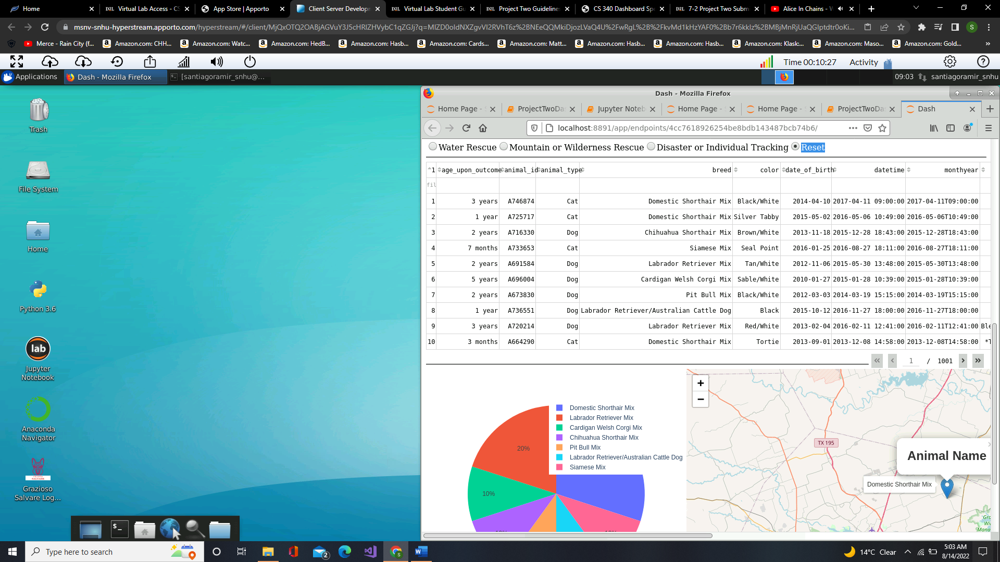 Home
Virtual Lab Access - CS
App Store | Apporto
Client Server Developm
Virtual Lab Student Gu
Project Two Guidelines
CS 340 Dashboard Spe
7-2 Project Two Subm
Alice In Chains - W
msnv-snhu-hyperstream.apporto.com/hyperstream/#/client/
Merce - Rain City (f...
Amazon.com: CHH...
Amazon.com: Watc...
Amazon.com: HedB...
Amazon.com: Hasb...
Amazon.com: Cards...
Amazon.com: Matt...
Amazon.com: Hasb...
Amazon.com: Hasb...
Amazon.com: Klask:...
Amazon.com: Maso...
Amazon.com: Gold...
Time 00:10:27 Activity
Applications
Dash - Mozilla Firefox
[santiagoramir_snhu@...
09:03
santiagoramir_snhu
Trash
File System
Home
Python 3.6
lab
Jupyter
Notebook
Anaconda
Navigator
Grazioso
Salvare Log...
Dash - Mozilla Firefox
Home Page -
ProjectTwoDa
Jupyter Noteb
Home Page -
Home Page -
ProjectTwoDa
Dash
localhost:8891/app/endpoints/4cc7618926254be8bdb143487bcb74b6/
Water Rescue Mountain or Wilderness Rescue Disaster or Individual Tracking Reset
1 age_upon_outcome animal_id animal_type breed color date_of_birth datetime monthyear
fil
1 3 years A746874 Cat Domestic Shorthair Mix Black/White 2014-04-10 2017-04-11 09:00:00 2017-04-11T09:00:00
2 1 year A725717 Cat Domestic Shorthair Mix Silver Tabby 2015-05-02 2016-05-06 10:49:00 2016-05-06T10:49:00
3 2 years A716330 Dog Chihuahua Shorthair Mix Brown/White 2013-11-18 2015-12-28 18:43:00 2015-12-28T18:43:00
4 7 months A733653 Cat Siamese Mix Seal Point 2016-01-25 2016-08-27 18:11:00 2016-08-27T18:11:00
5 2 years A691584 Dog Labrador Retriever Mix Tan/White 2012-11-06 2015-05-30 13:48:00 2015-05-30T13:48:00
6 5 years A696004 Dog Cardigan Welsh Corgi Mix Sable/White 2010-01-27 2015-01-28 10:39:00 2015-01-28T10:39:00
7 2 years A673830 Dog Pit Bull Mix Black/White 2012-03-03 2014-03-19 15:15:00 2014-03-19T15:15:00
8 1 year A736551 Dog Labrador Retriever/Australian Cattle Dog Black 2015-10-12 2016-11-27 18:00:00 2016-11-27T18:00:00
9 3 years A720214 Dog Labrador Retriever Mix Red/White 2013-02-04 2016-02-11 12:41:00 2016-02-11T12:41:00 Ble
10 3 months A664290 Cat Domestic Shorthair Mix Tortie 2013-09-01 2013-12-08 14:58:00 2013-12-08T14:58:00 *T
1 / 1001
Domestic Shorthair Mix
Labrador Retriever Mix
Cardigan Welsh Corgi Mix
Chihuahua Shorthair Mix
Pit Bull Mix
Labrador Retriever/Australian Cattle Dog
Siamese Mix
20%
10%
+
−
TX 195
Animal Name
Domestic Shorthair Mix
Type here to search
2
14°C Clear
5:03 AM
8/14/2022